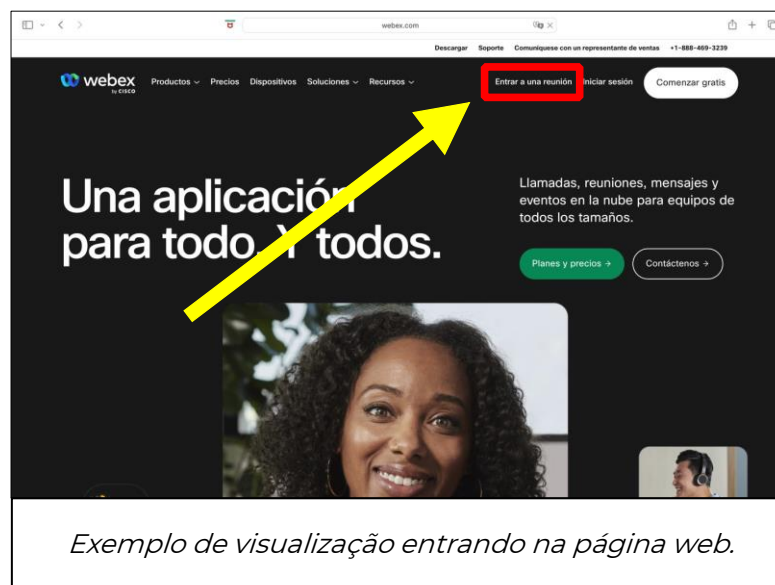 webex.com
Descargar Soporte Comuníquese con un representante de ventas +1-888-469-3239
webex Productos Precios Dispositivos Soluciones Recursos Entrar a una reunión Iniciar sesión Comenzar gratis
by CISCO
Una aplicación
para todo. Y todos.
Llamadas, reuniones, mensajes y
eventos en la nube para equipos de
todos los tamaños.
Planes y precios → Contáctenos →
Exemplo de visualização entrando na página web.